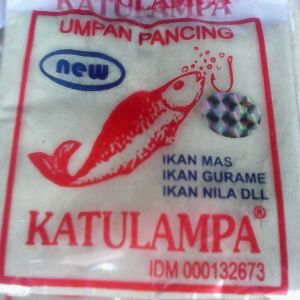 KATULAMPA
UMPAN PANCING
new
IKAN MAS
IKAN GURAME
IKAN NILA DLL
KATULAMPA®
IDM 000132673